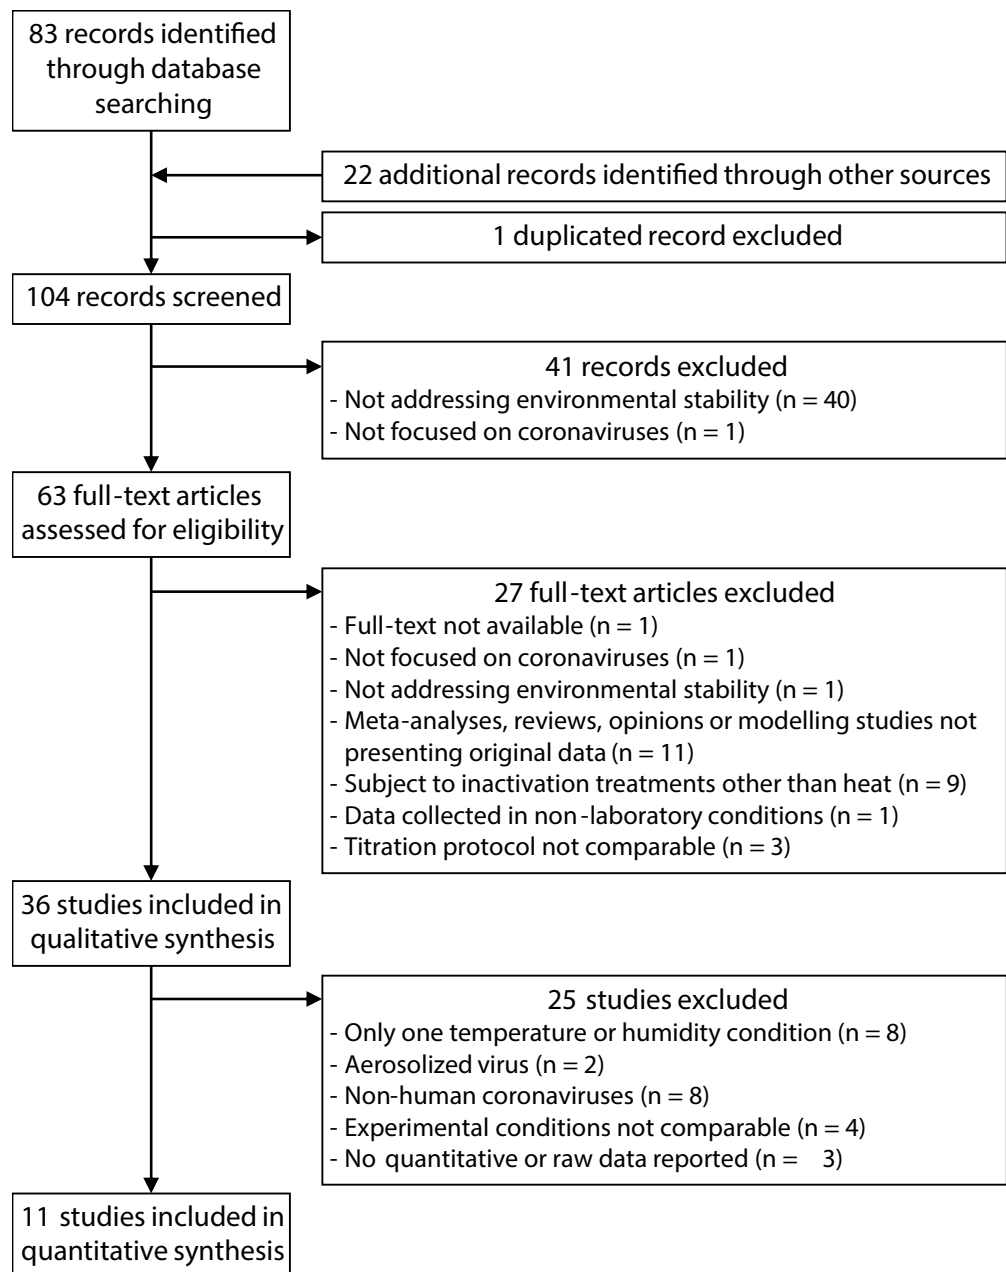 83 records identified
through database
searching
22 additional records identified through other sources
1 duplicated record excluded
104 records screened
41 records excluded
- Not addressing environmental stability (n = 40)
- Not focused on coronaviruses (n = 1)
63 full-text articles
assessed for eligibility
27 full-text articles excluded
- Full-text not available (n = 1)
- Not focused on coronaviruses (n = 1)
- Not addressing environmental stability (n = 1)
- Meta-analyses, reviews, opinions or modelling studies not
presenting original data (n = 11)
- Subject to inactivation treatments other than heat (n = 9)
- Data collected in non-laboratory conditions (n = 1)
- Titration protocol not comparable (n = 3)
36 studies included in
qualitative synthesis
25 studies excluded
- Only one temperature or humidity condition (n = 8)
- Aerosolized virus (n = 2)
- Non-human coronaviruses (n = 8)
- Experimental conditions not comparable (n = 4)
- No quantitative or raw data reported (n = 3)
11 studies included in
quantitative synthesis